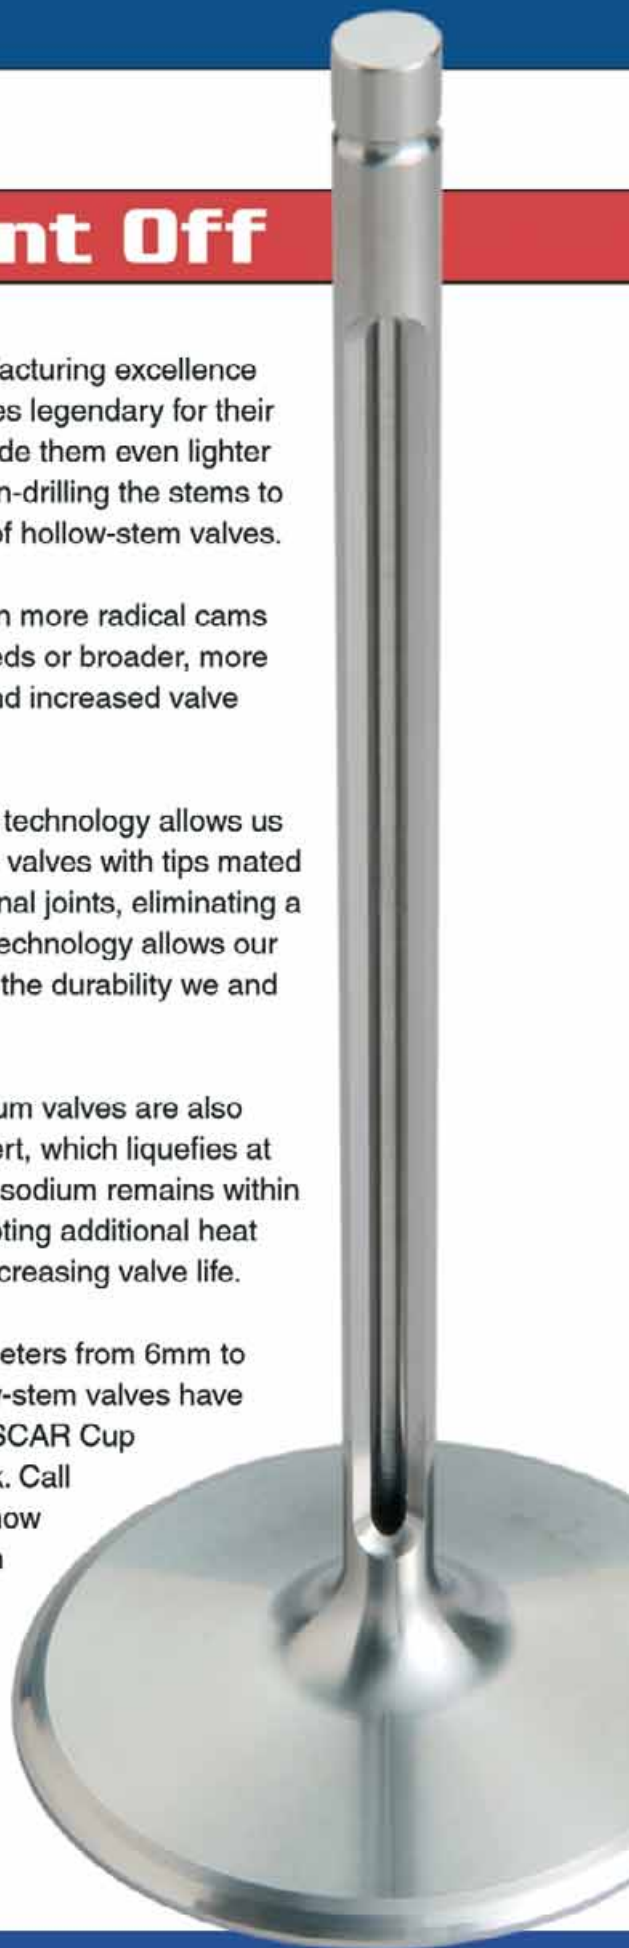 nt Off
acturing excellence
es legendary for their
de them even lighter
n-drilling the stems to
of hollow-stem valves.
n more radical cams
eds or broader, more
nd increased valve
technology allows us
valves with tips mated
nal joints, eliminating a
echnology allows our
the durability we and
um valves are also
ert, which liquefies at
sodium remains within
oting additional heat
creasing valve life.
eters from 6mm to
-stem valves have
SCAR Cup
. Call
now